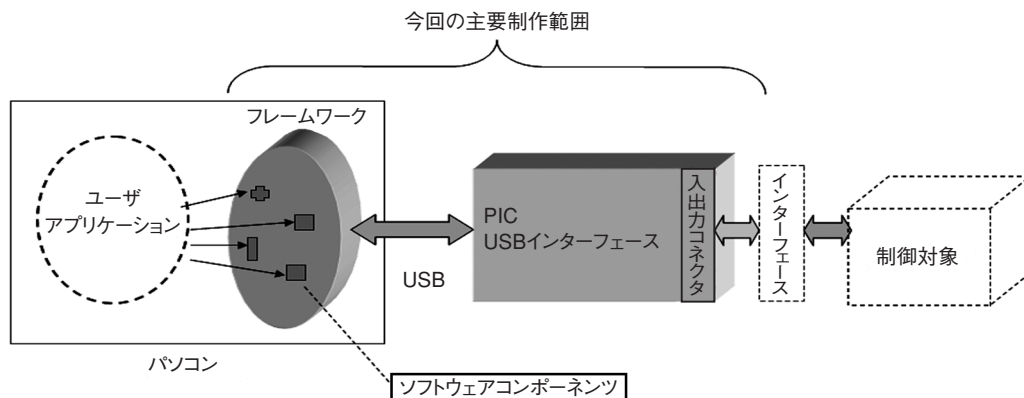 今回の主要制作範囲
フレームワーク
ユーザ
アプリケーション
PIC
USBインターフェース
入出力コネクタ
インターフェース
制御対象
USB
パソコン
ソフトウェアコンポーネンツ